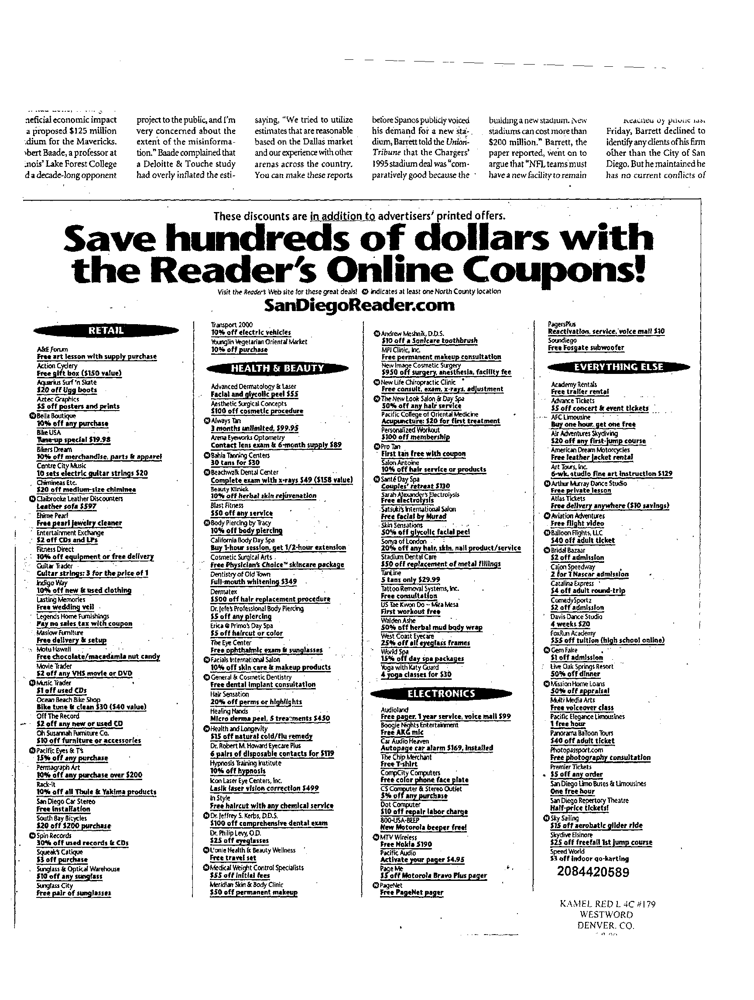 neficial economic impact
a proposed $125 million
dium for the Mavericks.
bert Baade, a professor at
nois' Lake Forest College
d a decade-long opponent
project to the public, and I'm
very concerned about the
extent of the misinforma-
tion." Baade complained that
a Deloitte & Touche study
had overly inflated the esti-
saying, "We tried to utilize
estimates that are reasonable
based on the Dallas market
and our experience with other
arenas across the country.
You can make these reports
before Spanos publicly voiced
his demand for a new sta-
dium, Barrett told the Union-
Tribune that the Chargers'
1995 stadium deal was "com-
paratively good because the
building a new stadium. New
stadiums can cost more than
$200 million." Barrett, the
paper reported, went on to
argue that "NFL teams must
have a new facility to remain
Reached by phone last
Friday, Barrett declined to
identify any clients of his firm
other than the City of San
Diego. But he maintained he
has no current conflicts of
These discounts are in addition to advertisers' printed offers.
Save hundreds of dollars with
the Reader's Online Coupons!
Visit the Reader's Web site for these great deals! N indicates at least one North County location
SanDiegoReader.com
RETAIL
A&E Forum
Free art lesson with supply purchase
Action Cyclery
Free gift box ($150 value)
Aquarius Surf 'n Skate
$20 off Ugg boots
Aztec Graphics
$5 off posters and prints
Bella Boutique
10% off any purchase
Bike USA
Tune-up special $19.98
Bikers Dream
10% off merchandise, parts & apparel
Centre City Music
10 sets electric guitar strings $20
Chimineas Etc.
$20 off medium-size chiminea
Claibrooke Leather Discounters
Leather sofa $597
Ehime Pearl
Free pearl jewelry cleaner
Entertainment Exchange
$2 off CDs and LPs
Fitness Direct
10% off equipment or free delivery
Guitar Trader
Guitar strings: 3 for the price of 1
Indigo Way
10% off new & used clothing
Lasting Memories
Free wedding veil
Legends Home Furnishings
Pay no sales tax with coupon
Maslow Furniture
Free delivery & setup
Motu Hawaii
Free chocolate/macadamia nut candy
Movie Trader
$2 off any VHS movie or DVD
Music Trader
$1 off used CDs
Ocean Beach Bike Shop
Bike tune & clean $30 ($40 value)
Off The Record
$2 off any new or used CD
Oh Susannah Furniture Co.
$10 off furniture or accessories
Pacific Eyes & T's
15% off any purchase
Permagraph Art
10% off any purchase over $200
Rack-It
10% off all Thule & Yakima products
San Diego Car Stereo
Free installation
South Bay Bicycles
$20 off $200 purchase
Spin Records
30% off used records & CDs
Squeak's Catique
$3 off purchase
Sunglass & Optical Warehouse
$10 off any sunglass
Sunglass City
Free pair of sunglasses
Transport 2000
10% off electric vehicles
Younglin Vegetarian Oriental Market
10% off purchase
HEALTH & BEAUTY
Advanced Dermatology & Laser
Facial and glycolic peel $55
Aesthetic Surgical Concepts
$100 off cosmetic procedure
Always Tan
3 months unlimited, $99.95
Arena Eyeworks Optometry
Contact lens exam & 6-month supply $89
Bahia Tanning Centers
30 tans for $30
Beachwalk Dental Center
Complete exam with x-rays $49 ($158 value)
Beauty Kliniek
10% off herbal skin rejuvenation
Blast Fitness
$50 off any service
Body Piercing by Tracy
10% off body piercing
California Body Day Spa
Buy 1-hour session, get 1/2-hour extension
Cosmetic Surgical Arts
Free Physician's Choice™ skincare package
Dentistry of Old Town
Full-mouth whitening $349
Dermatex
$500 off hair replacement procedure
Dr. Jefe's Professional Body Piercing
$5 off any piercing
Erica @ Primo's Day Spa
$5 off haircut or color
The Eye Center
Free ophthalmic exam & sunglasses
Facials International Salon
10% off skin care & makeup products
General & Cosmetic Dentistry
Free dental implant consultation
Hair Sensation
20% off perms or highlights
Healing Hands
Micro derma peel, 5 treatments $450
Health and Longevity
$15 off natural cold/flu remedy
Dr. Robert M. Howard Eyecare Plus
6 pairs of disposable contacts for $119
Hypnosis Training Institute
10% off hypnosis
Icon Laser Eye Centers, Inc.
Lasik laser vision correction $499
In Style
Free haircut with any chemical service
Dr. Jeffrey S. Kerbs, D.D.S.
$100 off comprehensive dental exam
Dr. Philip Levy, O.D.
$25 off eyeglasses
L'onie Health & Beauty Wellness
Free travel set
Medical Weight Control Specialists
$55 off initial fees
Meridian Skin & Body Clinic
$50 off permanent makeup
Andrew Meshnik, D.D.S.
$10 off a Sonicare toothbrush
MPI Clinic, Inc.
Free permanent makeup consultation
New Image Cosmetic Surgery
$950 off surgery, anesthesia, facility fee
New Life Chiropractic Clinic
Free consult, exam, x-rays, adjustment
The New Look Salon & Day Spa
50% off any hair service
Pacific College of Oriental Medicine
Acupuncture: $20 for first treatment
Personalized Workout
$100 off membership
Pro Tan
First tan free with coupon
Salon Antoine
10% off hair service or products
Santé Day Spa
Couples' retreat $130
Sarah Alexander's Electrolysis
Free electrolysis
Satsuki's International Salon
Free facial by Murad
Skin Sensations
50% off glycolic facial peel
Sonya of London
20% off any hair, skin, nail product/service
Stadium Dental Care
$50 off replacement of metal fillings
TanLine
5 tans only $29.99
Tattoo Removal Systems, Inc.
Free consultation
US Tae Kwon Do – Mira Mesa
First workout free
Walden Ashe
50% off herbal mud body wrap
West Coast Eyecare
25% off all eyeglass frames
World Spa
15% off day spa packages
Yoga with Katy Guard
4 yoga classes for $30
ELECTRONICS
Audioland
Free pager, 1 year service, voice mail $99
Boogie Nights Entertainment
Free AKG mic
Car Audio Heaven
Autopage car alarm $169, installed
The Chip Merchant
Free T-shirt
CompCity Computers
Free color phone face plate
CS Computer & Stereo Outlet
5% off any purchase
Dot Computer
$10 off repair labor charge
800-USA-BEEP
New Motorola beeper free!
MTV Wireless
Free Nokia 5190
Pacific Audio
Activate your pager $4.95
Page Me
$5 off Motorola Bravo Plus pager
PageNet
Free PageNet pager
PagersPlus
Reactivation, service, voice mail $10
Soundiego
Free Fosgate subwoofer
EVERYTHING ELSE
Academy Rentals
Free trailer rental
Advance Tickets
$5 off concert & event tickets
AFC Limousine
Buy one hour, get one free
Air Adventures Skydiving
$20 off any first-jump course
American Dream Motorcycles
Free leather jacket rental
Art Tours, Inc.
6-wk. studio fine art instruction $129
Arthur Murray Dance Studio
Free private lesson
Atlas Tickets
Free delivery anywhere ($10 savings)
Aviation Adventures
Free flight video
Balloon Flights, LLC
$40 off adult ticket
Bridal Bazaar
$2 off admission
Cajon Speedway
2 for 1 Nascar admission
Catalina Express
$4 off adult round-trip
ComedySportz
$2 off admission
Davis Dance Studio
4 weeks $20
FoxRun Academy
$55 off tuition (high school online)
Gem Faire
$1 off admission
Live Oak Springs Resort
50% off dinner
Mission Home Loans
50% off appraisal
Multi Media Arts
Free voiceover class
Pacific Elegance Limousines
1 free hour
Panorama Balloon Tours
$40 off adult ticket
Photopassport.com
Free photography consultation
Premier Tickets
$5 off any order
San Diego Limo Buses & Limousines
One free hour
San Diego Repertory Theatre
Half-price tickets!
Sky Sailing
$15 off aerobatic glider ride
Skydive Elsinore
$25 off freefall 1st jump course
Speed World
$3 off indoor go-karting
2084420589
KAMEL RED L 4C #179
WESTWORD
DENVER, CO.